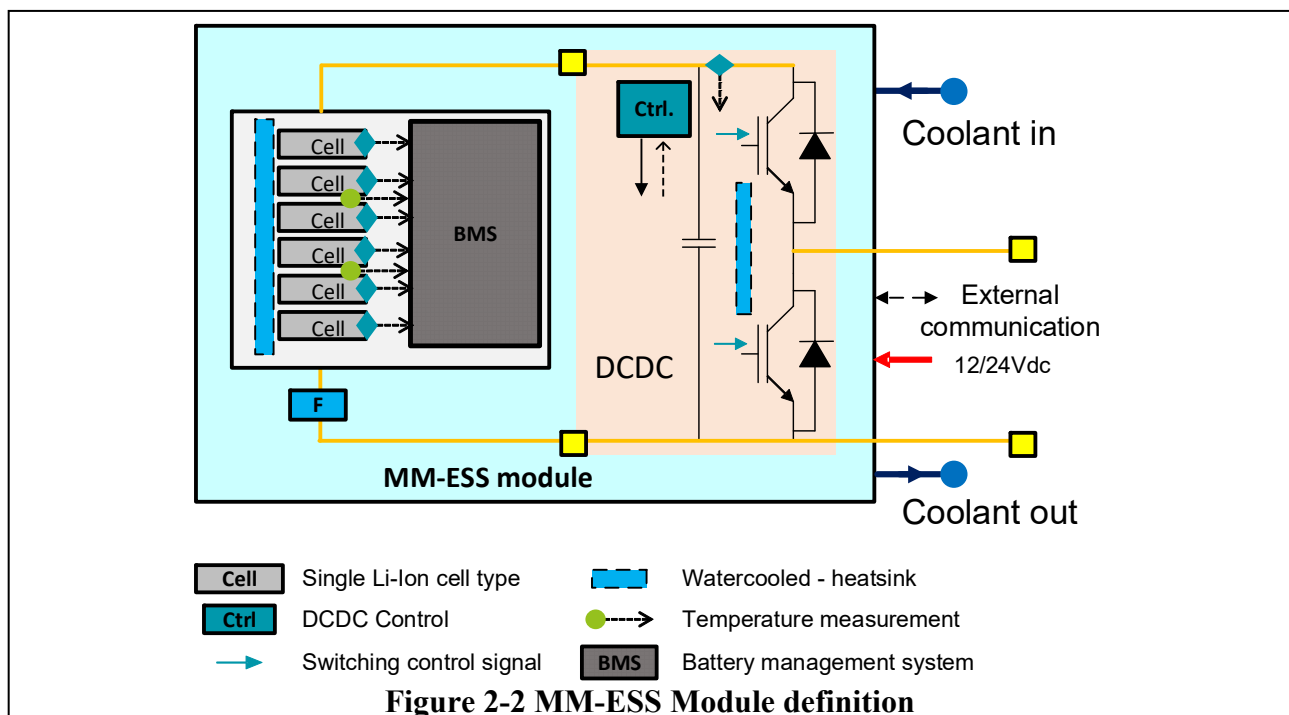 Ctrl.
Coolant in
Cell
Cell
Cell
Cell
Cell
Cell
BMS
DCDC
External
communication
12/24Vdc
F
MM-ESS module
Coolant out
Cell Single Li-Ion cell type
Watercooled - heatsink
Ctrl DCDC Control
Temperature measurement
Switching control signal
BMS Battery management system
Figure 2-2 MM-ESS Module definition